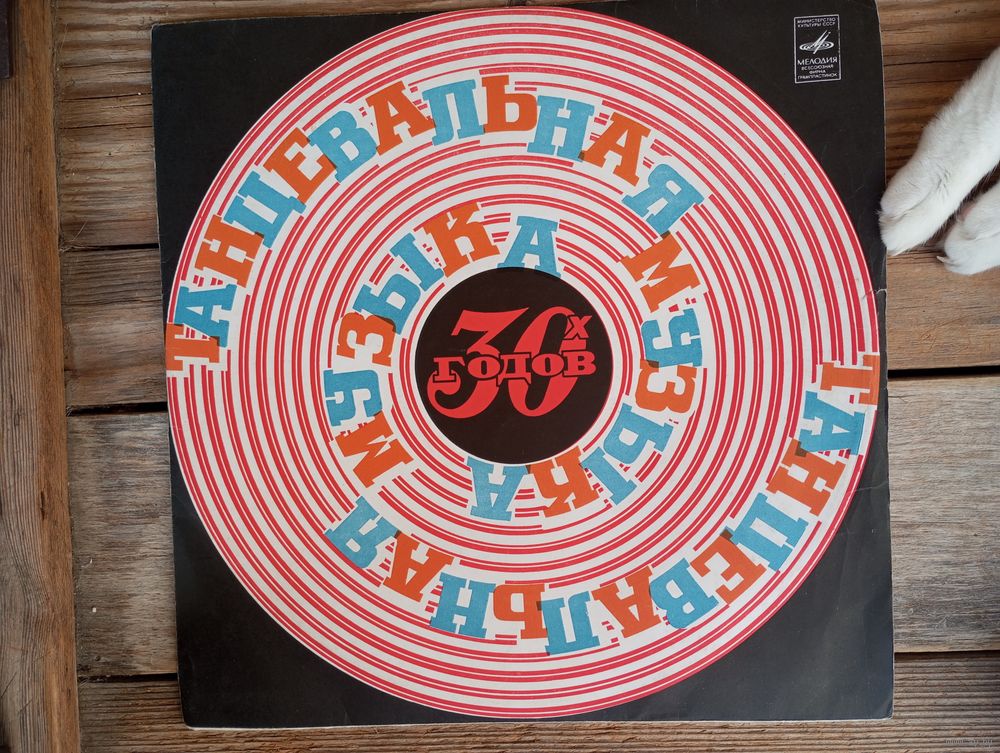 МИНИСТЕРСТВО
КУЛЬТУРЫ СССР
МЕЛОДИЯ
ВСЕСОЮЗНАЯ
ФИРМА
ГРАМПЛАСТИНОК
ТАНЦЕВАЛЬНАЯ МУЗЫКА
30х
ГОДОВ
ТАНЦЕВАЛЬНАЯ МУЗЫКА